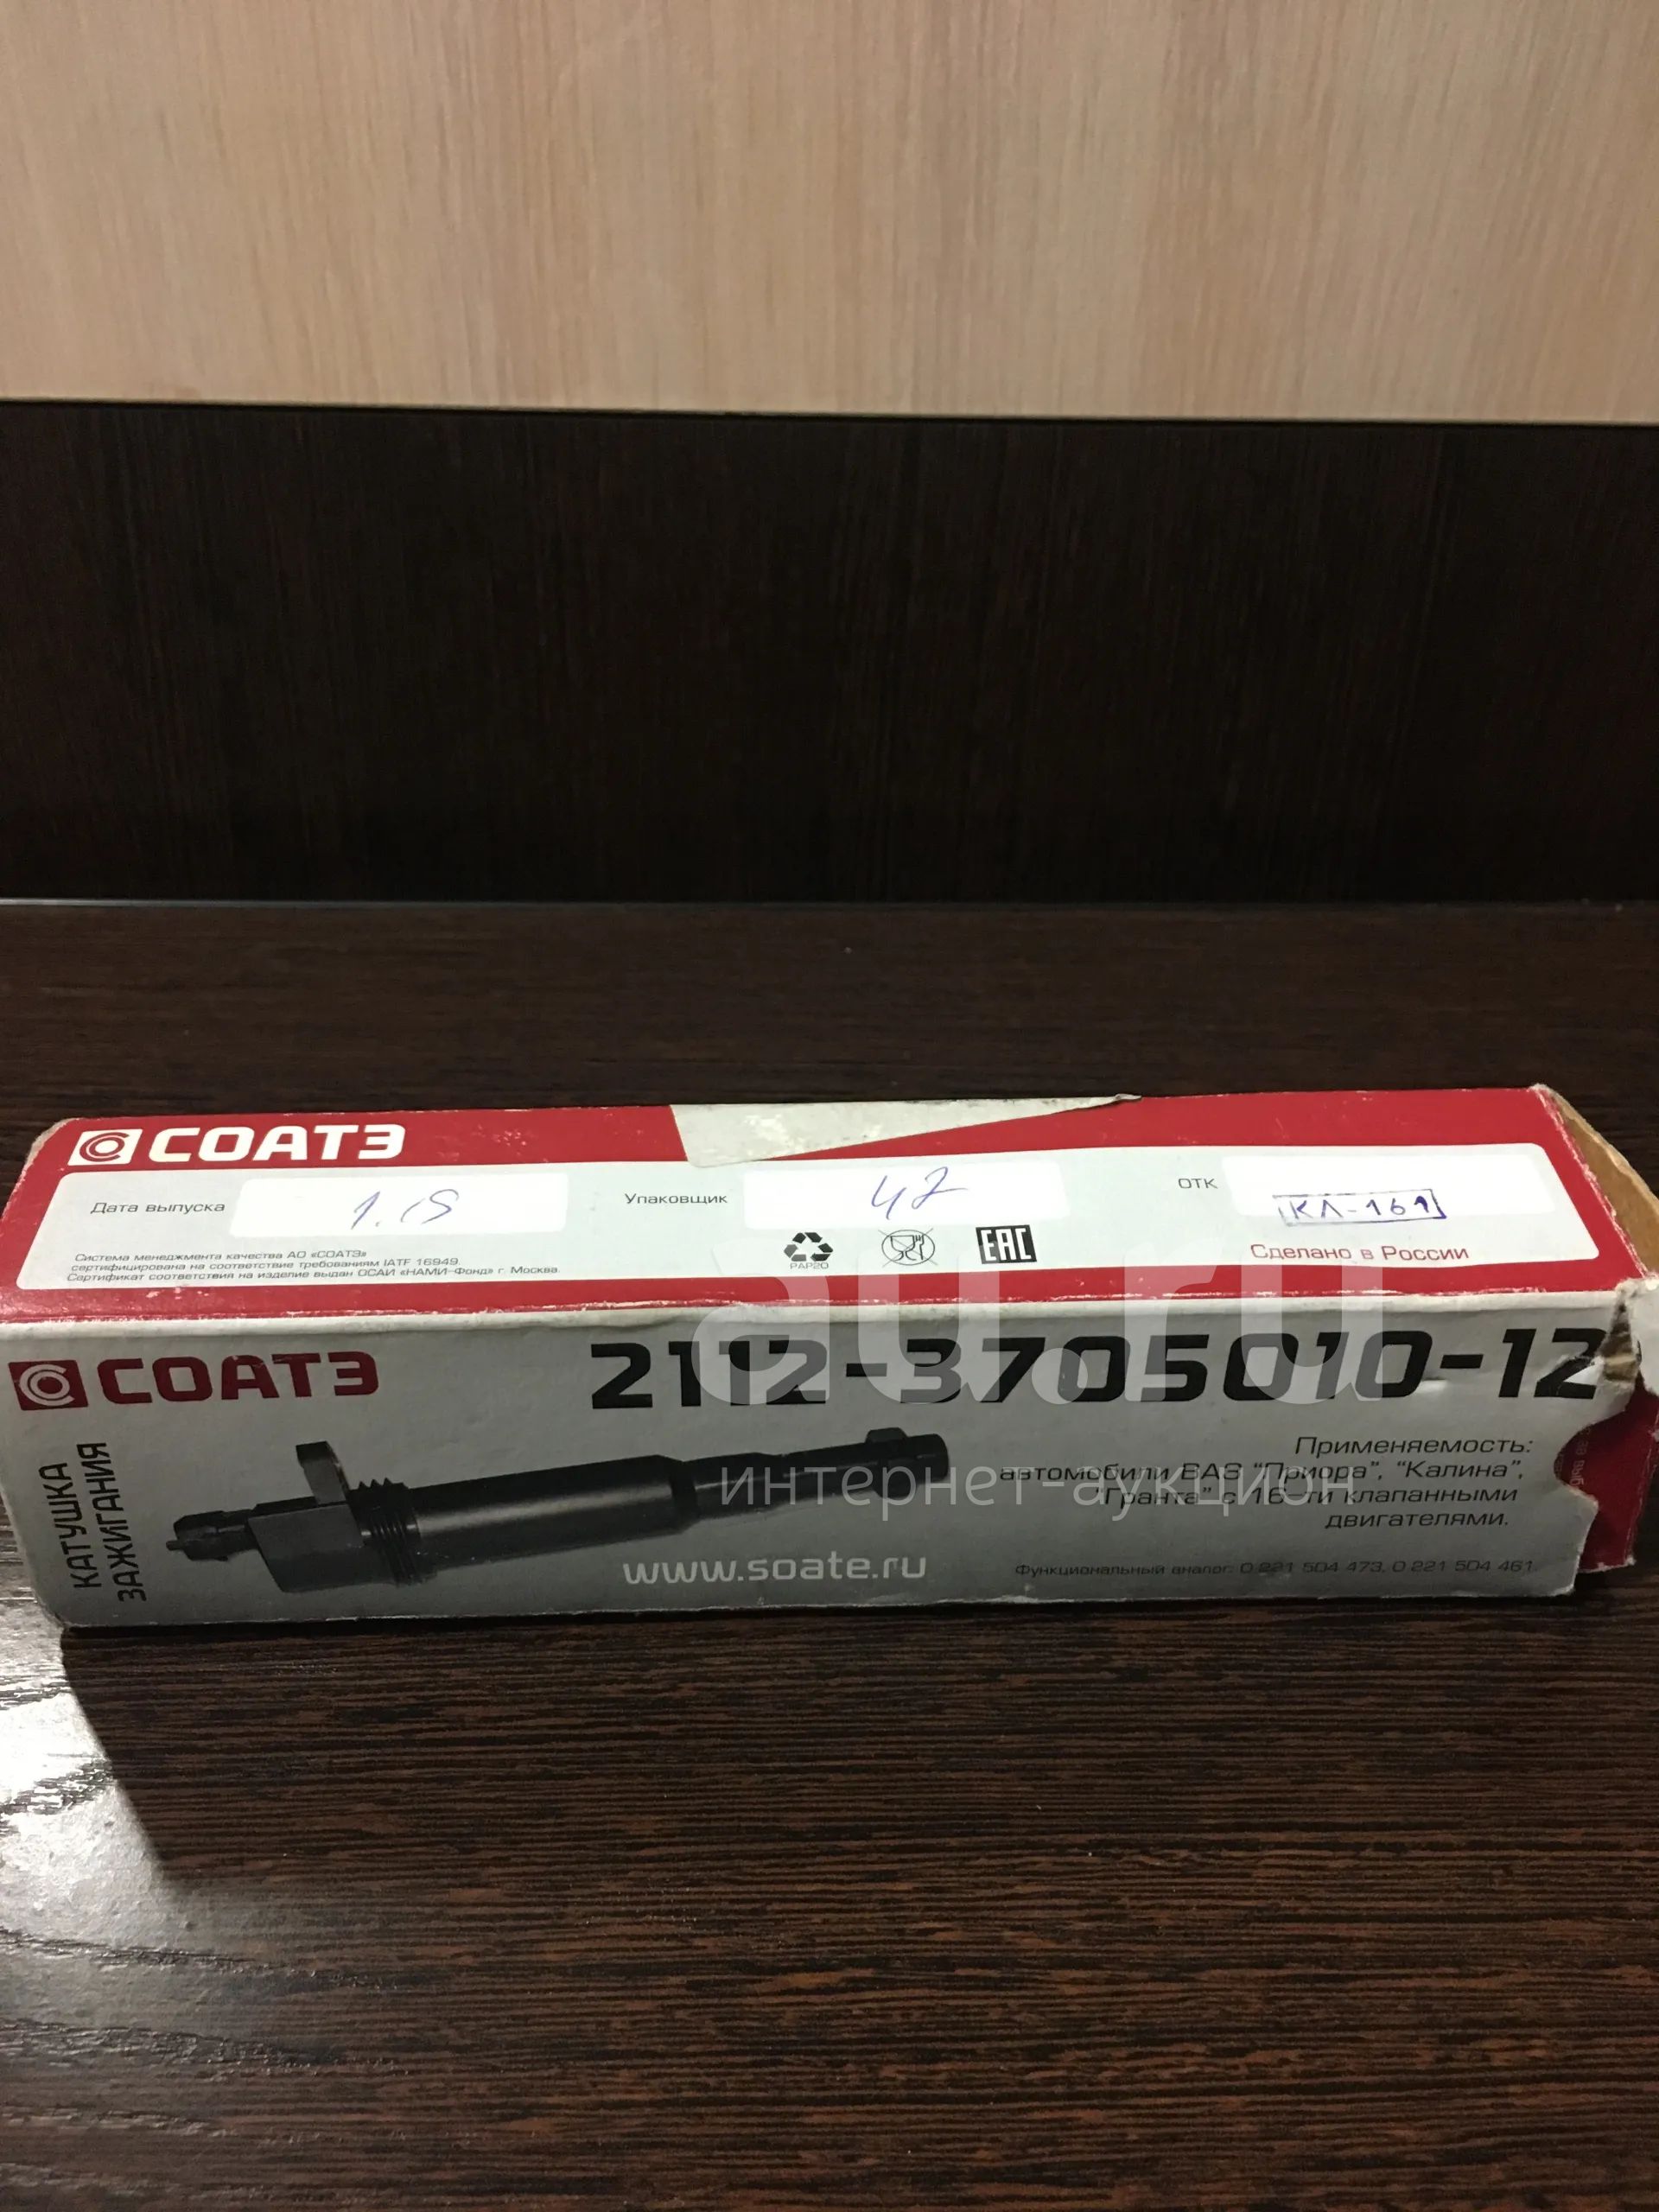 СОАТЭ
Дата выпуска
Упаковщик 47
ОТК КЛ-161
Система менеджмента качества АО «СОАТЭ»
сертифицирована на соответствие требованиям IATF 16949.
Сертификат соответствия на изделие выдан ОСАИ «НАМИ-Фонд» г. Москва.
PAP20
EAC
Сделано в России
СОАТЭ
2112-3705010-12
КАТУШКА
ЗАЖИГАНИЯ
Применяемость:
автомобили ВАЗ "Приора", "Калина",
"Гранта" с 16-ти клапанными
двигателями.
www.soate.ru
Функциональный аналог: 0 221 504 473, 0 221 504 461
au.ru
интернет-аукцион